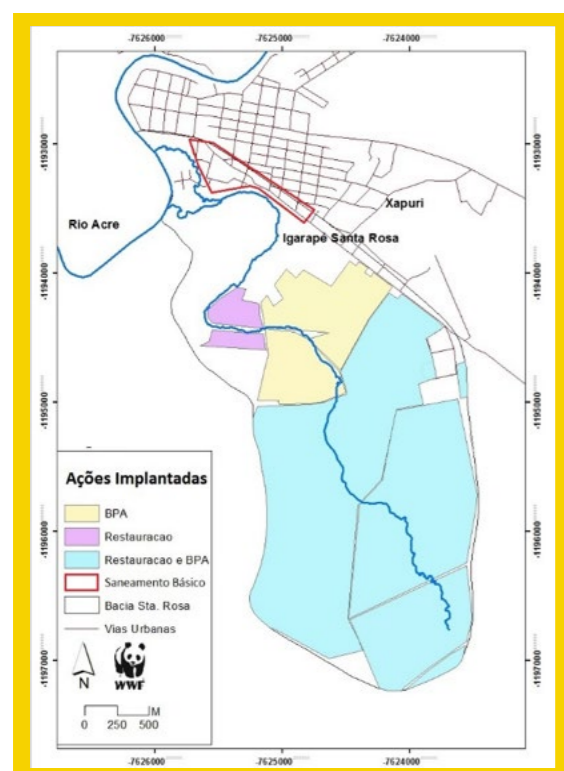 -7626000 -7625000 -7624000
-1193000 -1193000
Xapuri
Rio Acre
Igarapé Santa Rosa
-1194000 -1194000
-1195000 -1195000
Ações Implantadas
BPA
Restauracao
Restauracao e BPA
Saneamento Básico
Bacia Sta. Rosa
Vias Urbanas
-1196000 -1196000
N
WWF
M
0 250 500
-1197000 -1197000
-7626000 -7625000 -7624000